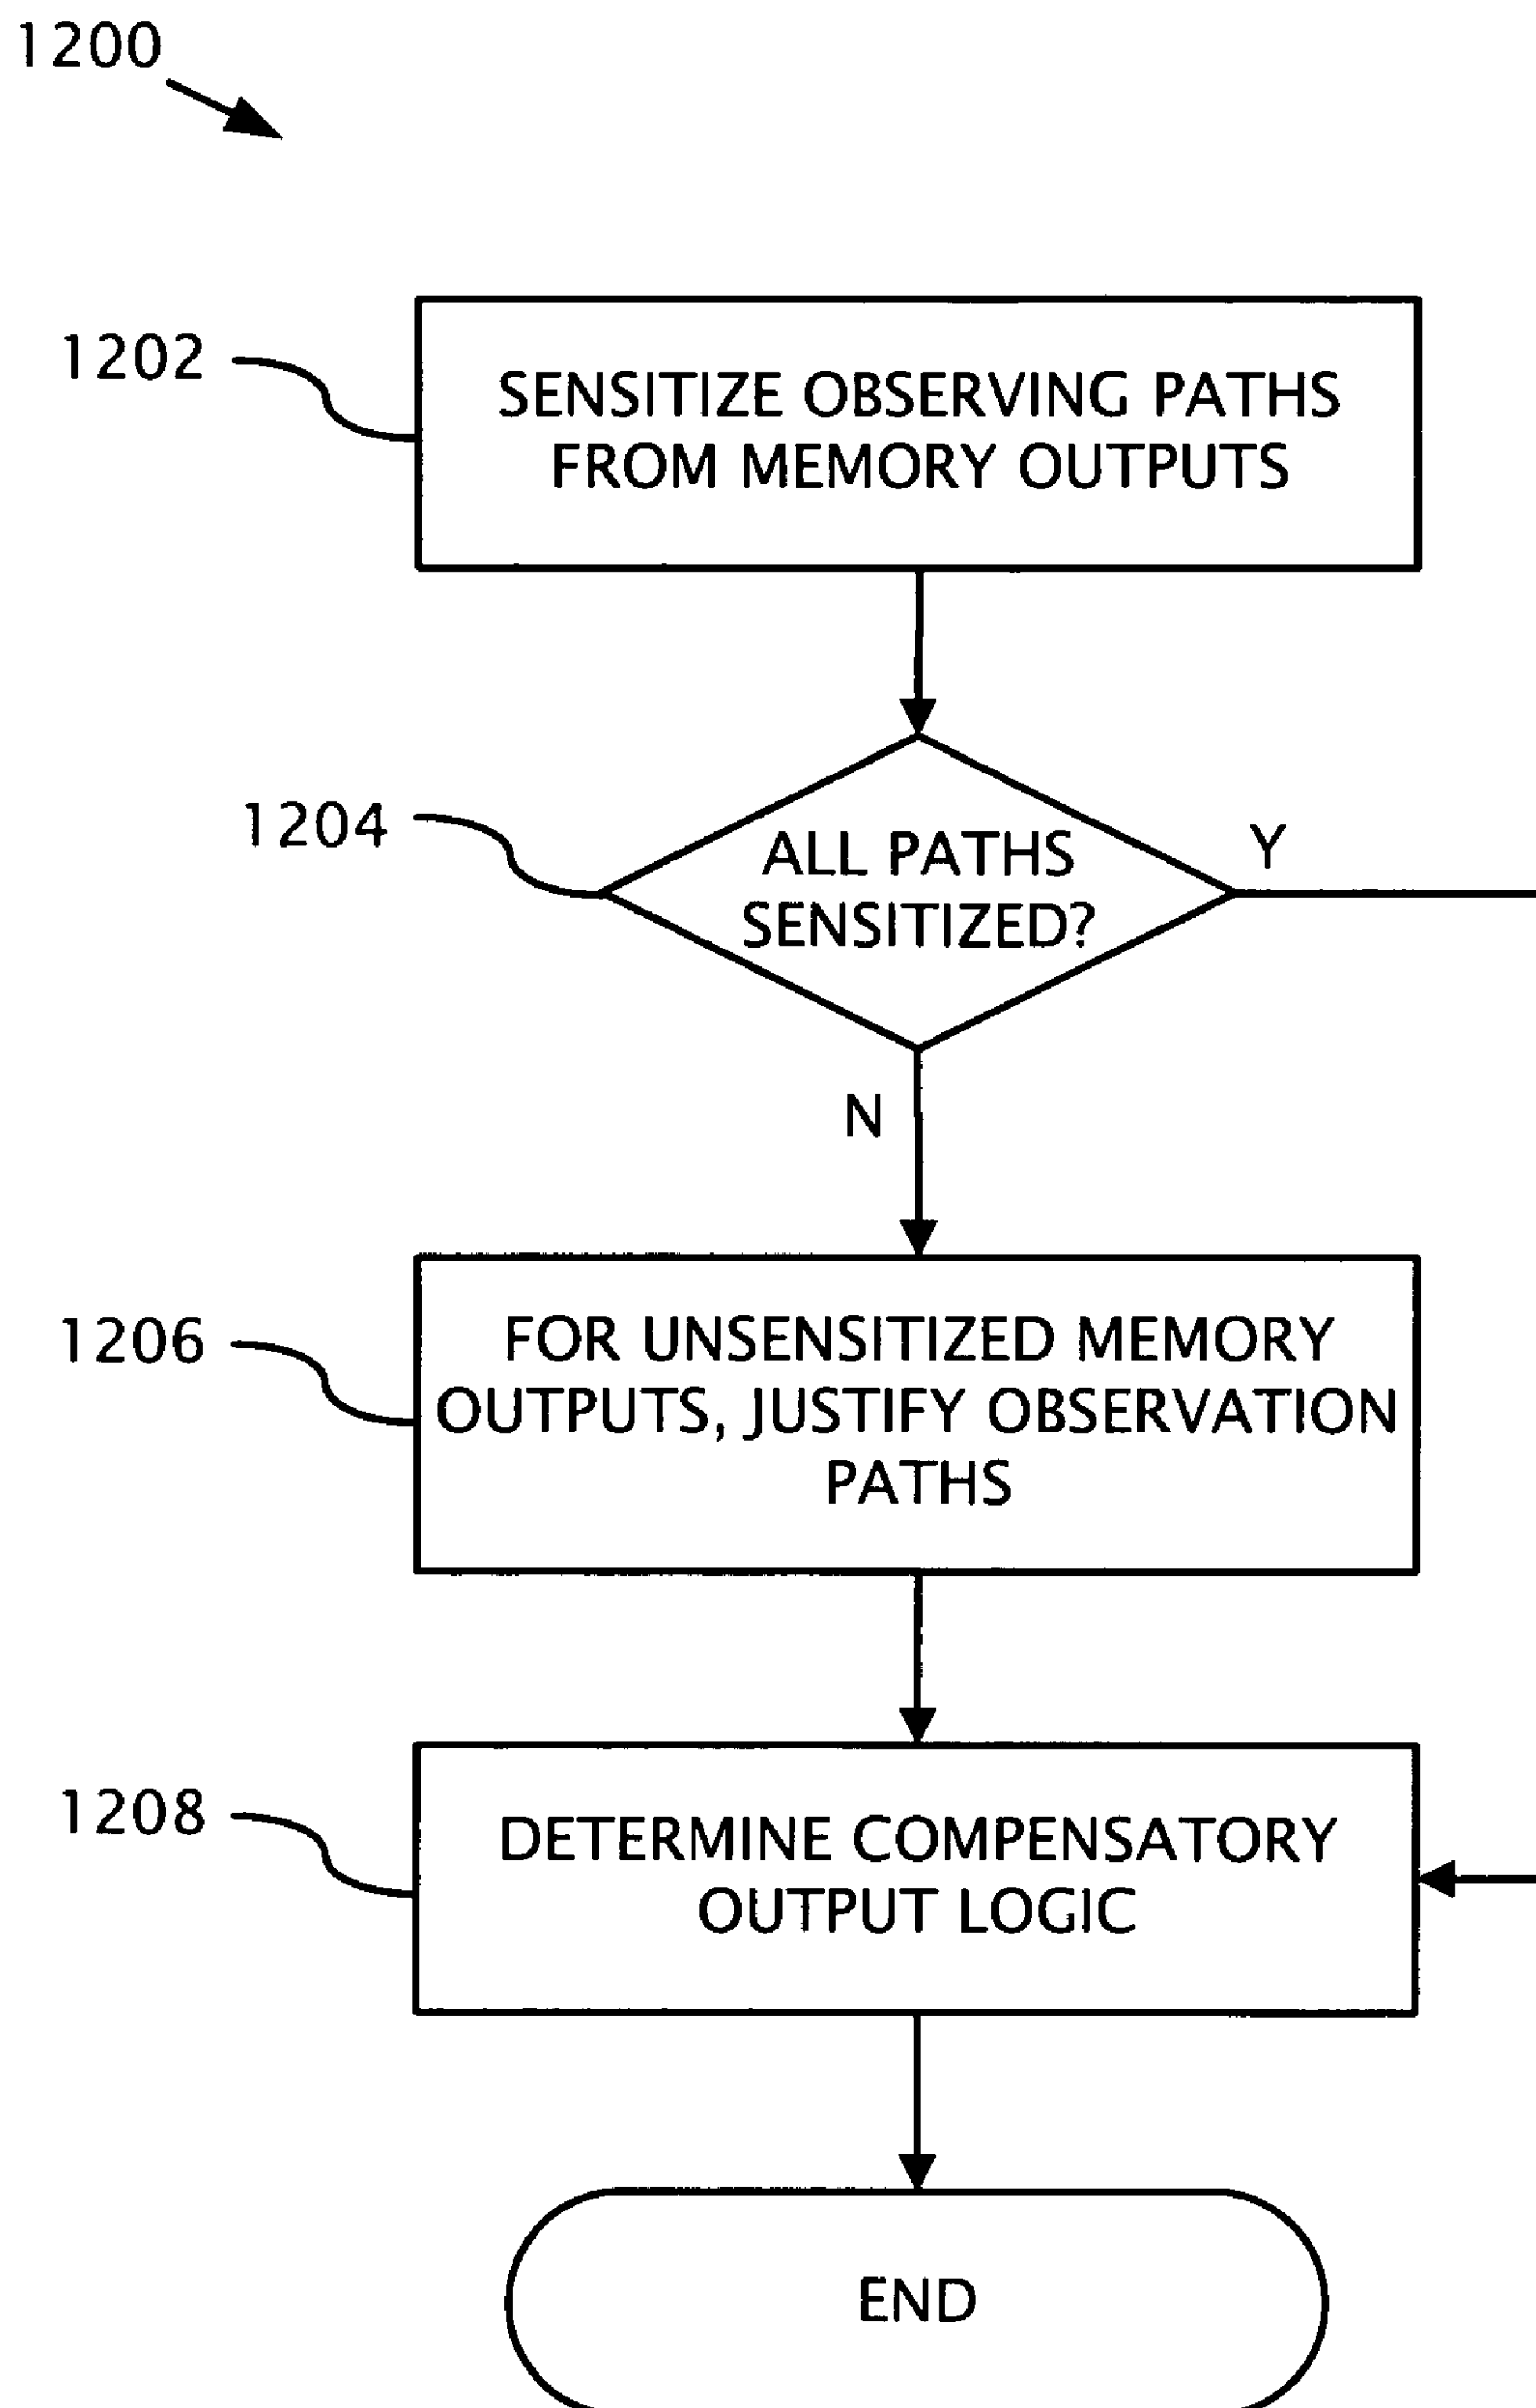 1200
1202
SENSITIZE OBSERVING PATHS
FROM MEMORY OUTPUTS
1204
ALL PATHS
SENSITIZED?
Y
N
1206
FOR UNSENSITIZED MEMORY
OUTPUTS, JUSTIFY OBSERVATION
PATHS
1208
DETERMINE COMPENSATORY
OUTPUT LOGIC
END